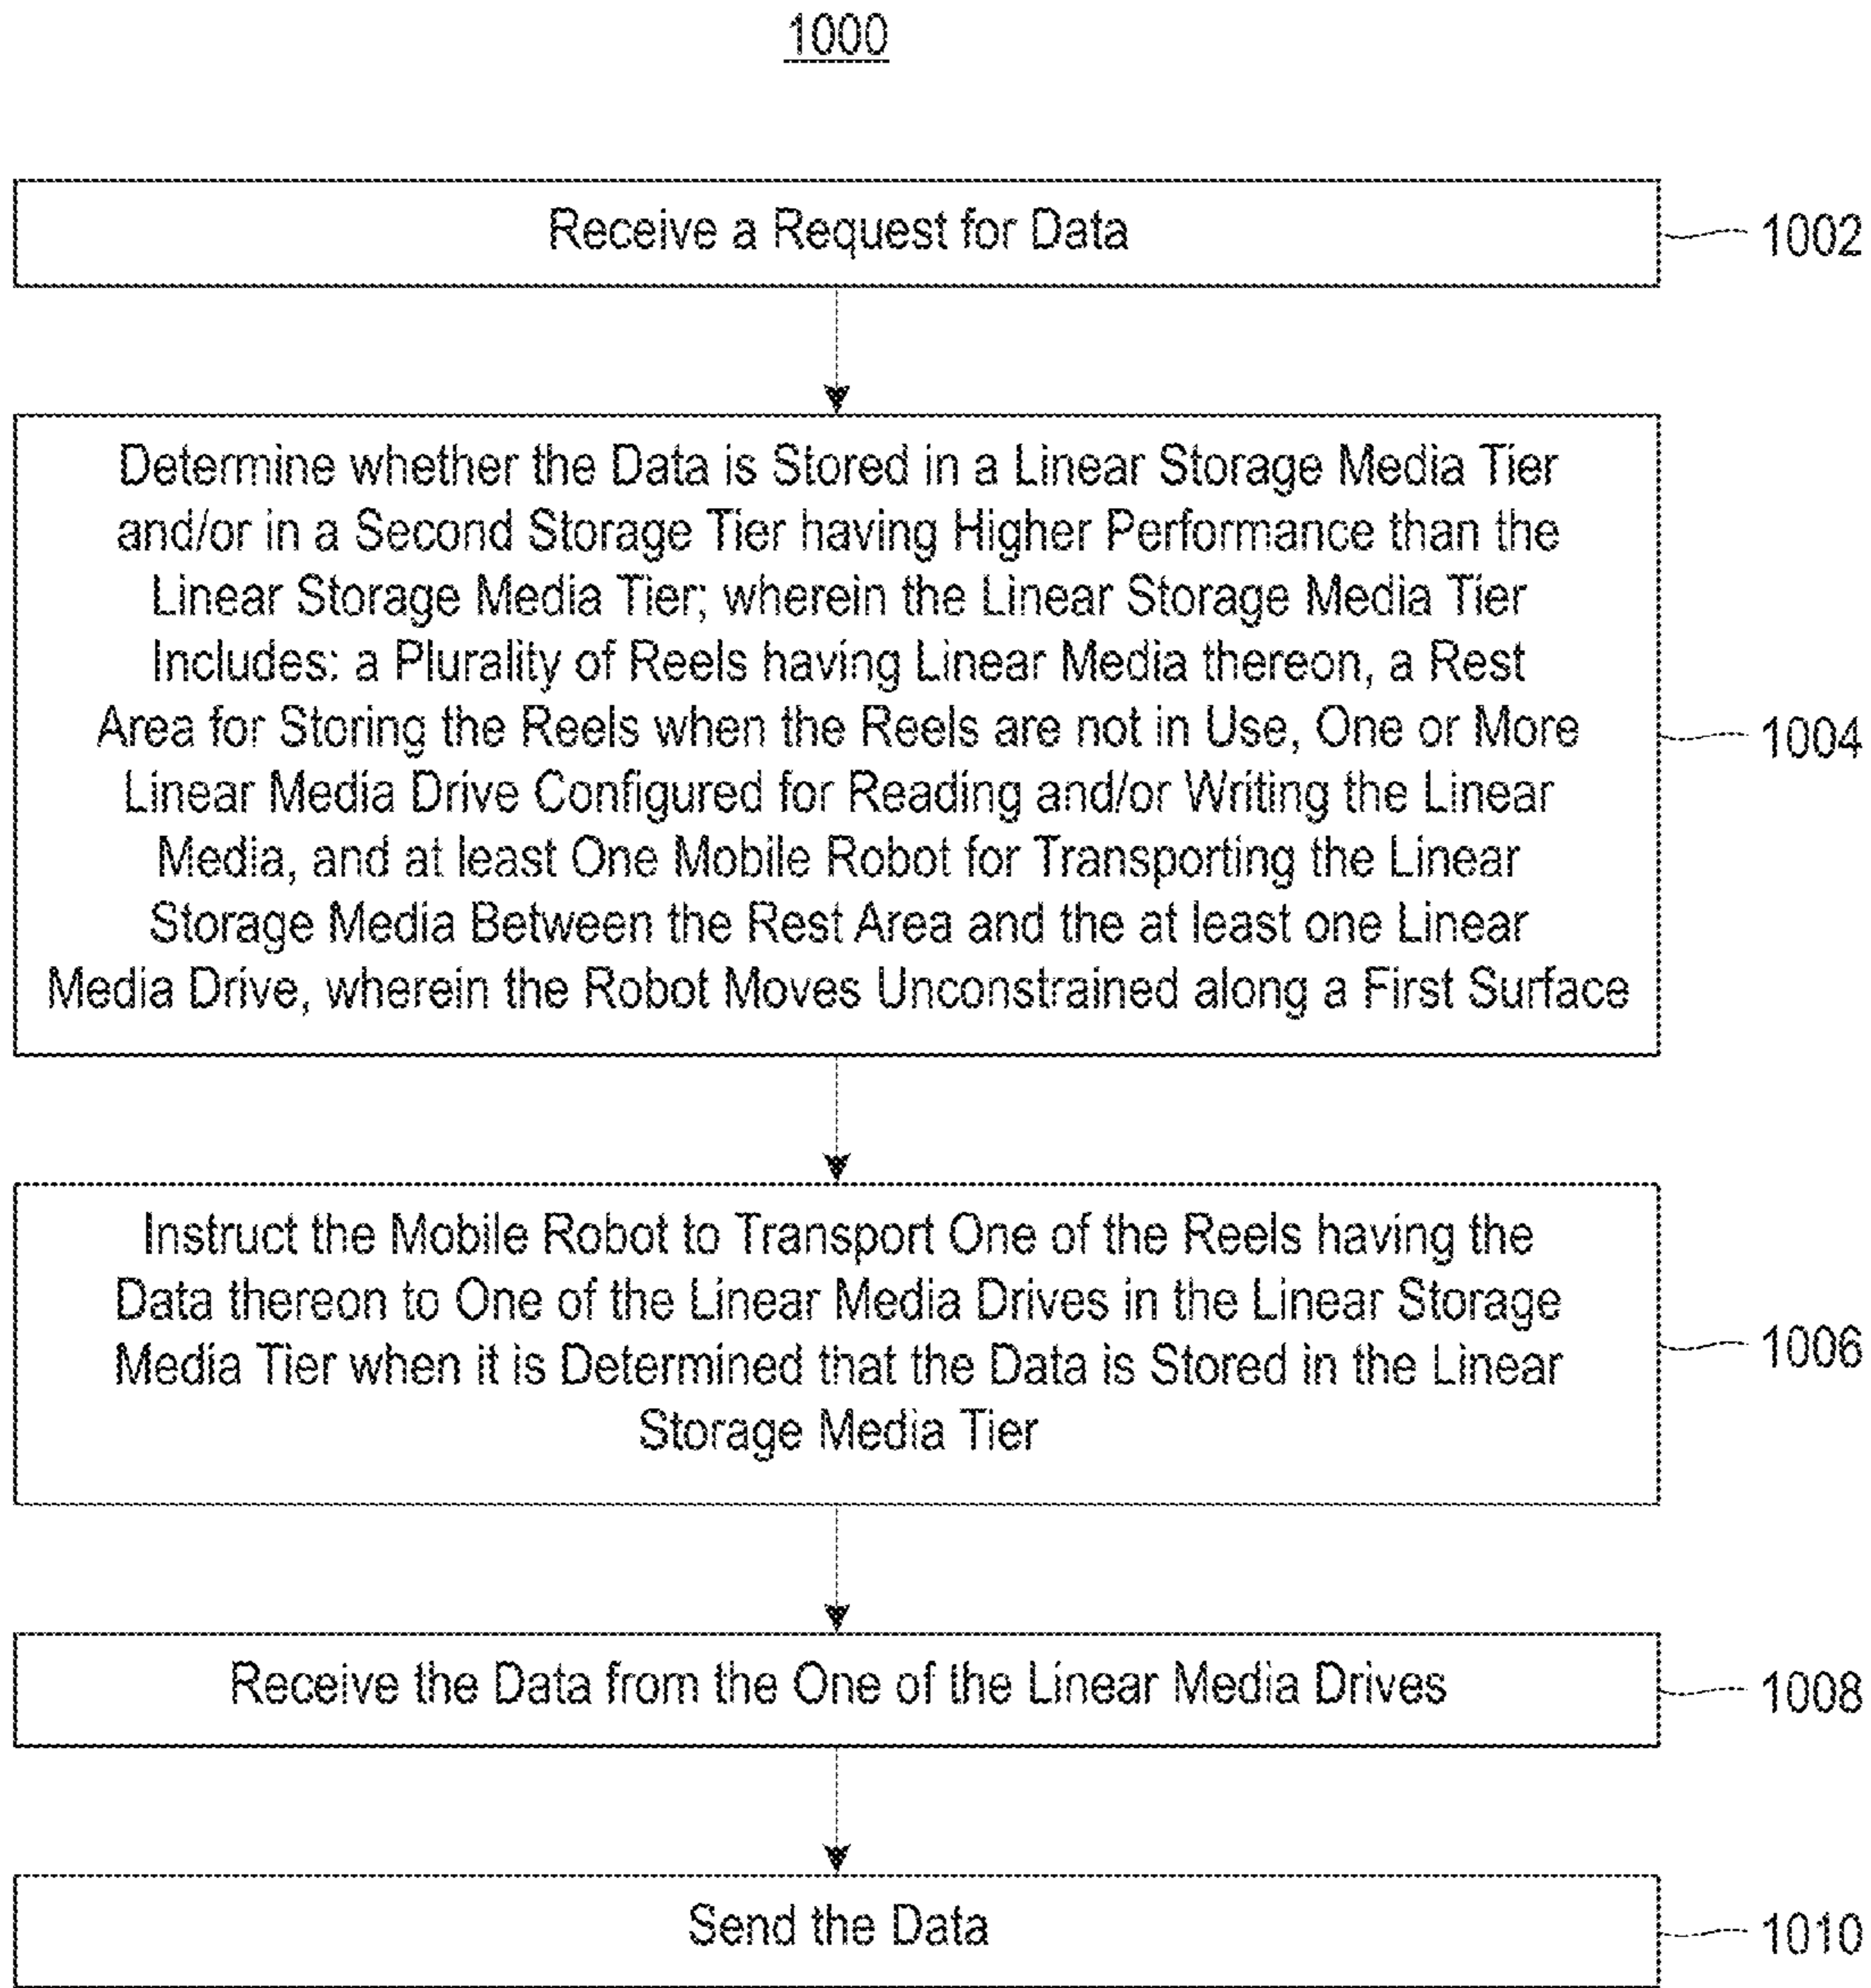 1000
Receive a Request for Data
1002
Determine whether the Data is Stored in a Linear Storage Media Tier
and/or in a Second Storage Tier having Higher Performance than the
Linear Storage Media Tier; wherein the Linear Storage Media Tier
Includes: a Plurality of Reels having Linear Media thereon, a Rest
Area for Storing the Reels when the Reels are not in Use, One or More
Linear Media Drive Configured for Reading and/or Writing the Linear
Media, and at least One Mobile Robot for Transporting the Linear
Storage Media Between the Rest Area and the at least one Linear
Media Drive, wherein the Robot Moves Unconstrained along a First Surface
1004
Instruct the Mobile Robot to Transport One of the Reels having the
Data thereon to One of the Linear Media Drives in the Linear Storage
Media Tier when it is Determined that the Data is Stored in the Linear
Storage Media Tier
1006
Receive the Data from the One of the Linear Media Drives
1008
Send the Data
1010